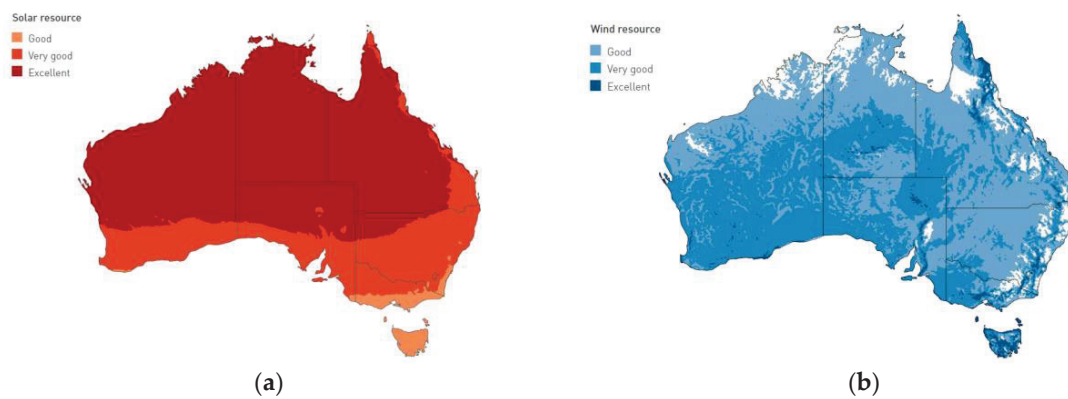 Solar resource
Good
Very good
Excellent
(a)
Wind resource
Good
Very good
Excellent
(b)